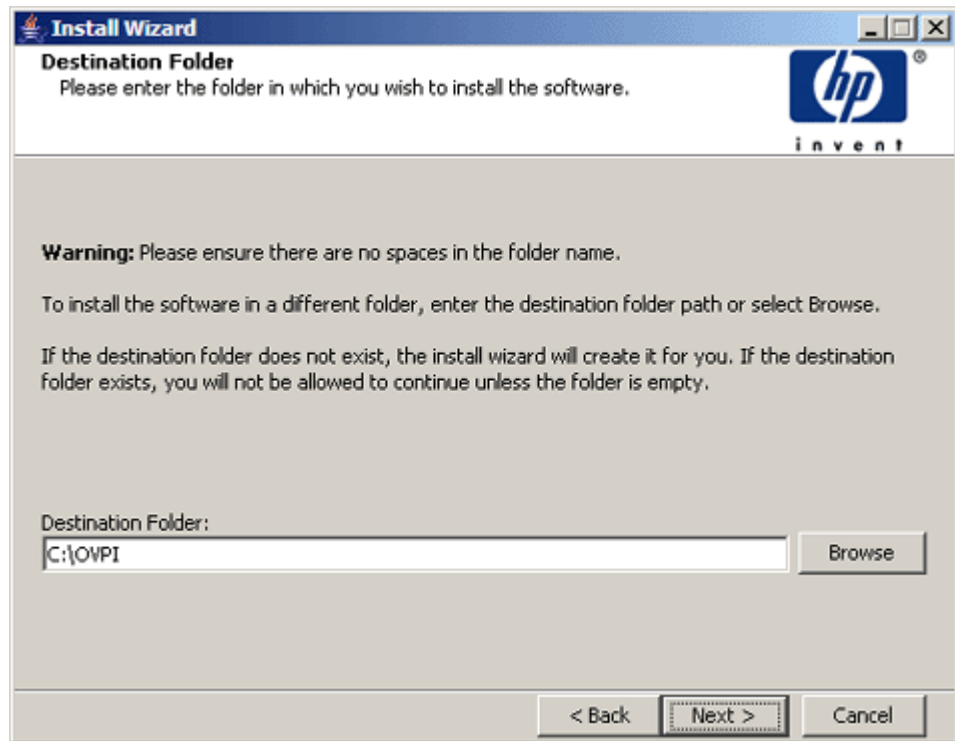 Install Wizard
Destination Folder
Please enter the folder in which you wish to install the software.
hp
®
invent
Warning: Please ensure there are no spaces in the folder name.
To install the software in a different folder, enter the destination folder path or select Browse.
If the destination folder does not exist, the install wizard will create it for you. If the destination
folder exists, you will not be allowed to continue unless the folder is empty.
Destination Folder:
C:\OVPI
Browse
< Back
Next >
Cancel